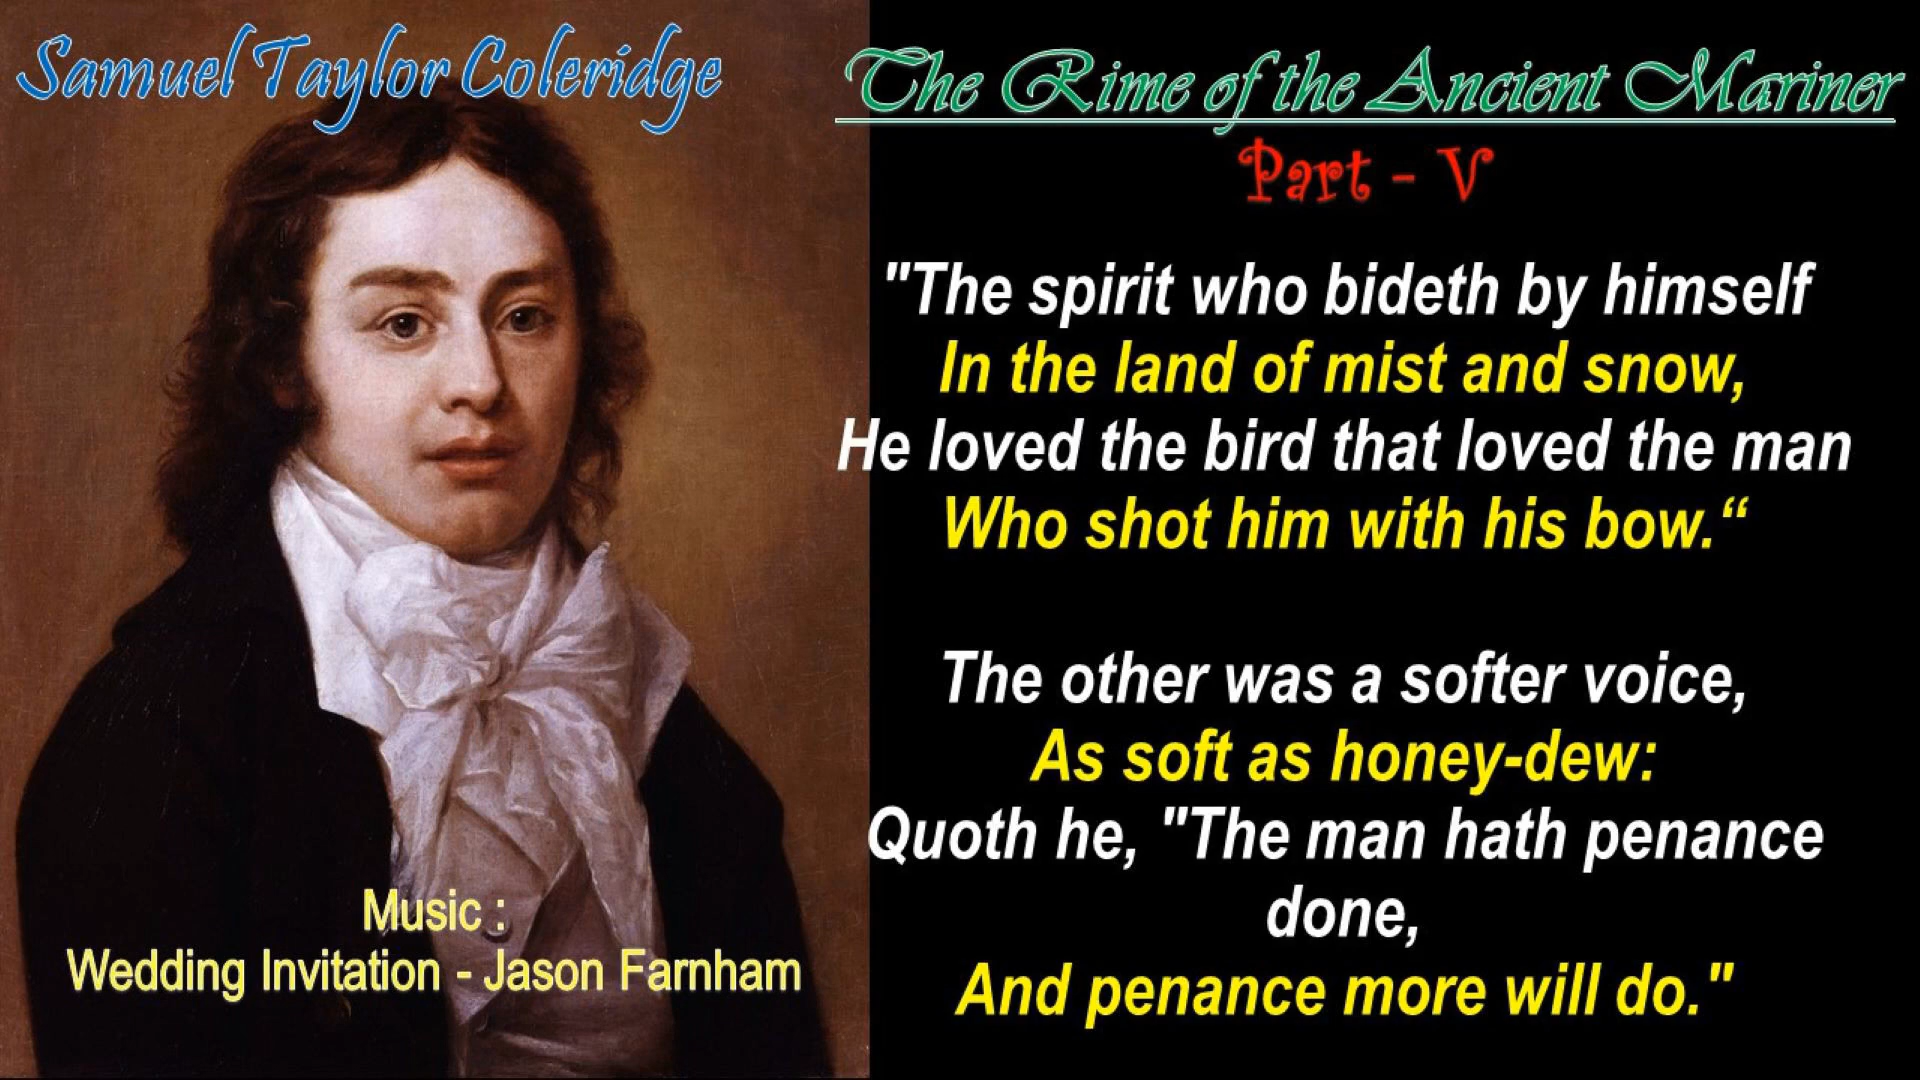 Samuel Taylor Coleridge
The Rime of the Ancient Mariner
Part - V
"The spirit who bideth by himself
In the land of mist and snow,
He loved the bird that loved the man
Who shot him with his bow.“
The other was a softer voice,
As soft as honey-dew:
Quoth he, "The man hath penance
done,
And penance more will do."
Music :
Wedding Invitation - Jason Farnham